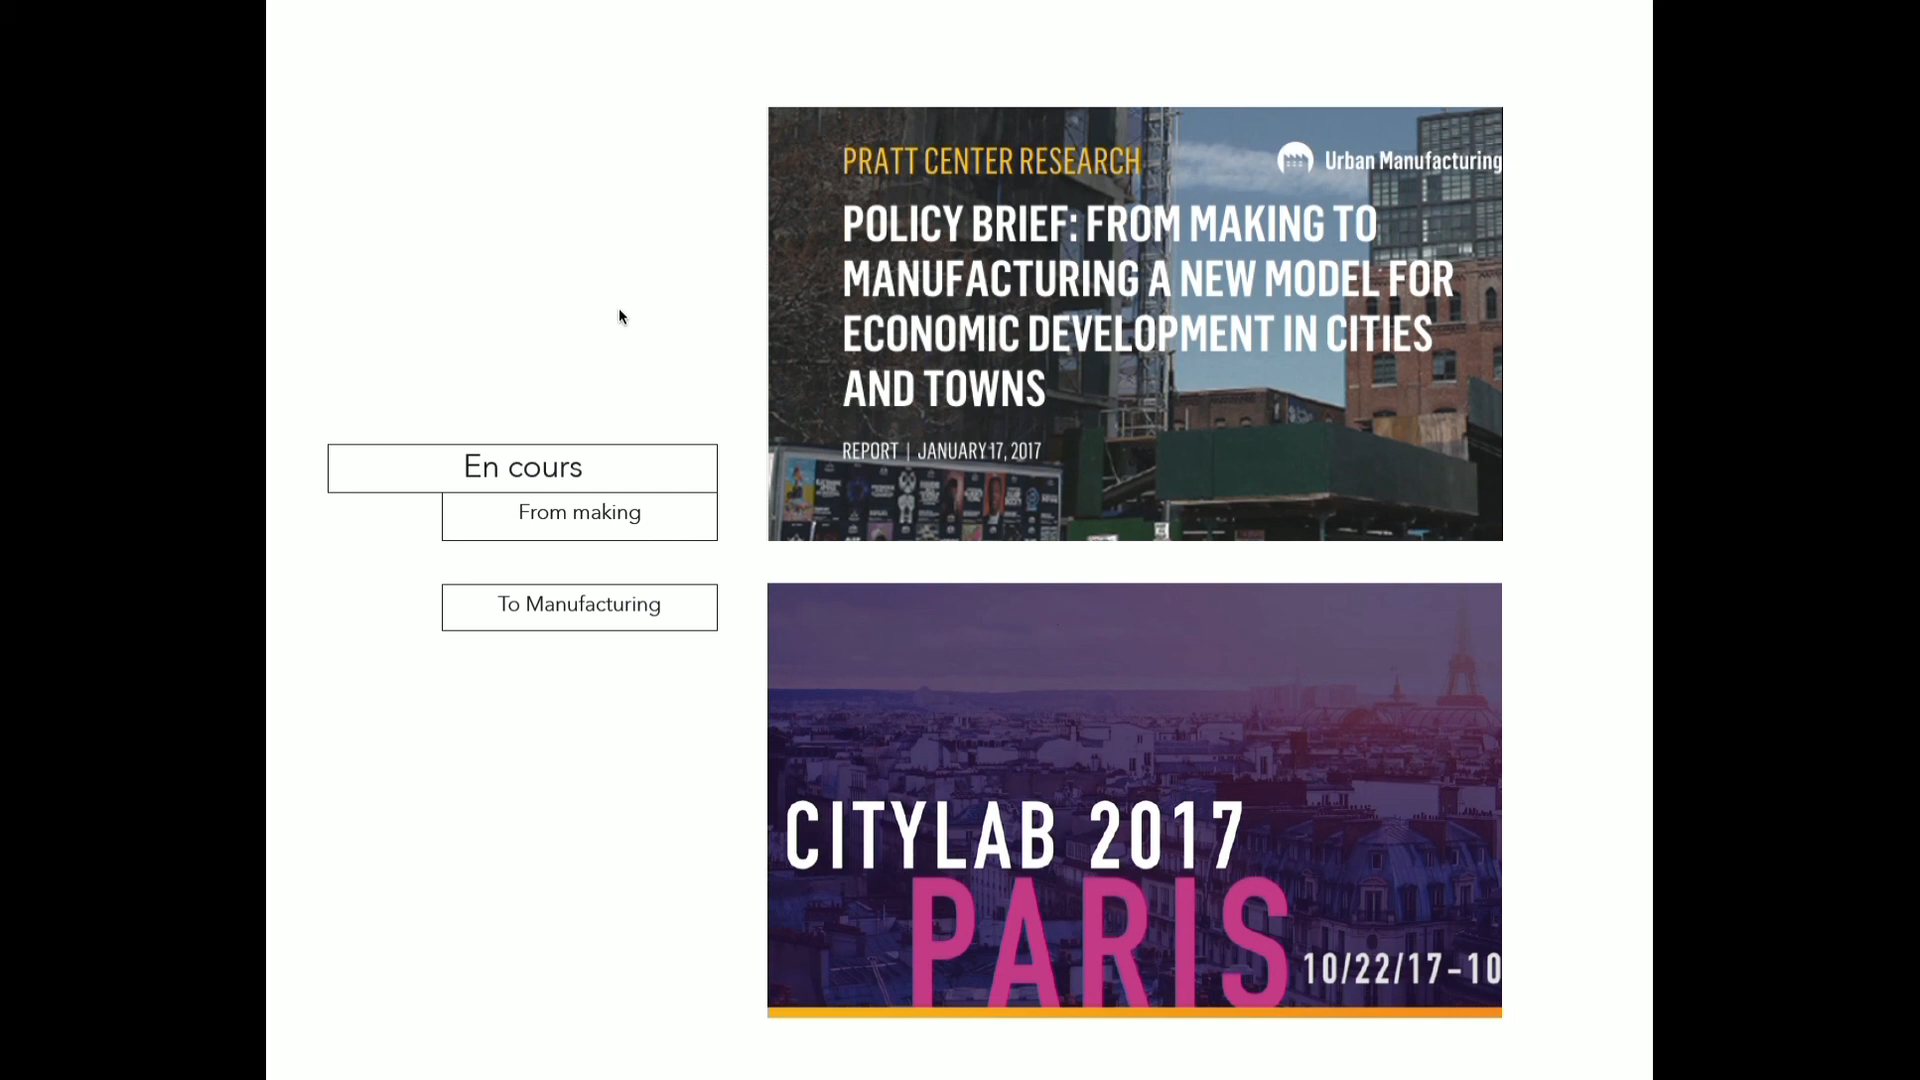 En cours
From making
To Manufacturing
PRATT CENTER RESEARCH
Urban Manufacturing
POLICY BRIEF: FROM MAKING TO
MANUFACTURING A NEW MODEL FOR
ECONOMIC DEVELOPMENT IN CITIES
AND TOWNS
REPORT | JANUARY 17, 2017
CITYLAB 2017
PARIS
10/22/17-10